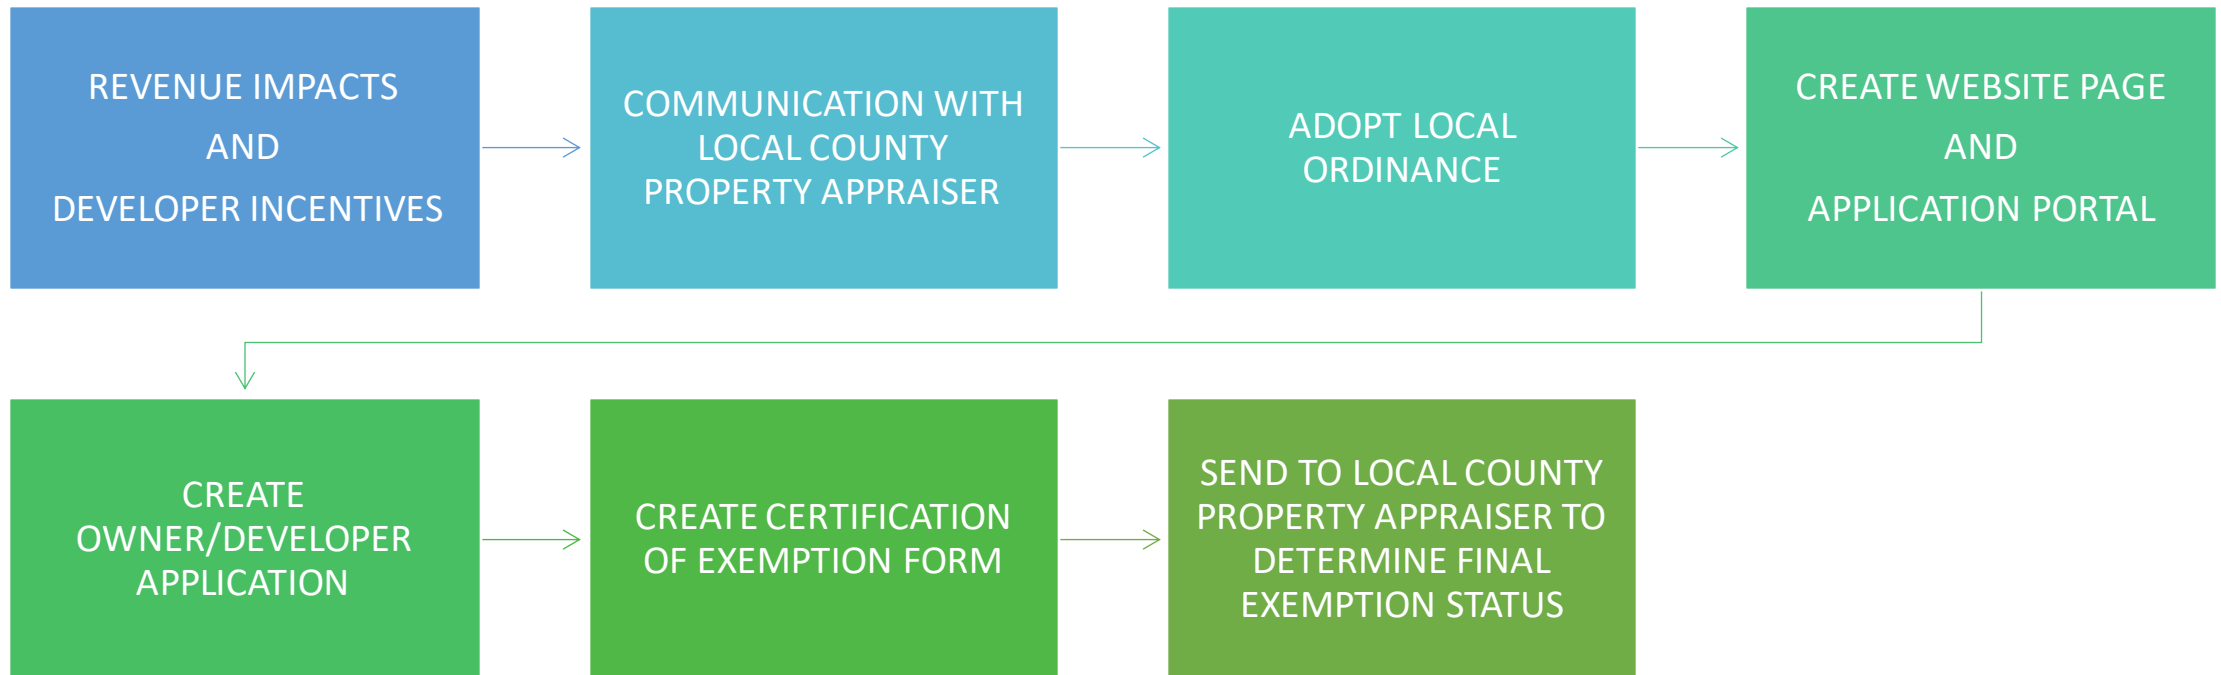 REVENUE IMPACTS
AND
DEVELOPER INCENTIVES
COMMUNICATION WITH
LOCAL COUNTY
PROPERTY APPRAISER
ADOPT LOCAL
ORDINANCE
CREATE WEBSITE PAGE
AND
APPLICATION PORTAL
CREATE
OWNER/DEVELOPER
APPLICATION
CREATE CERTIFICATION
OF EXEMPTION FORM
SEND TO LOCAL COUNTY
PROPERTY APPRAISER TO
DETERMINE FINAL
EXEMPTION STATUS